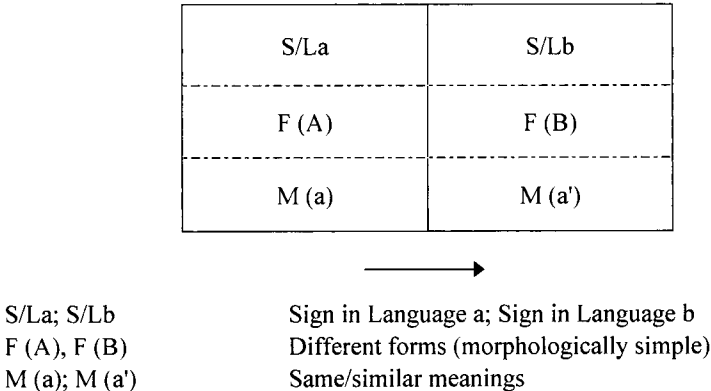 S/La S/Lb
F (A) F (B)
M (a) M (a')
S/La; S/Lb Sign in Language a; Sign in Language b
F (A), F (B) Different forms (morphologically simple)
M (a); M (a') Same/similar meanings